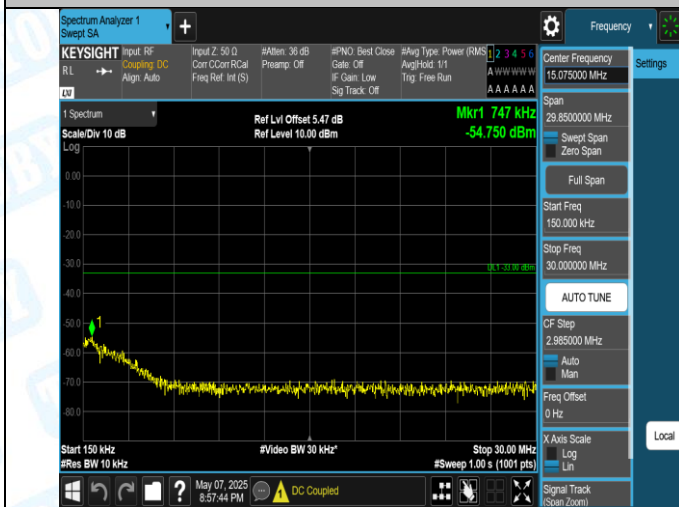 Spectrum Analyzer 1
Swept SA
Frequency
KEYSIGHT
RL
LXI
Input: RF
Coupling: DC
Align: Auto
Input Z: 50 Ω
Corr CCorr RCal
Freq Ref: Int (S)
#Atten: 36 dB
Preamp: Off
#PNO: Best Close
Gate: Off
IF Gain: Low
Sig Track: Off
#Avg Type: Power (RMS
Avg|Hold: 1/1
Trig: Free Run
1 2 3 4 5 6
A W W W W W
A A A A A A
1 Spectrum
Scale/Div 10 dB
Log
Ref Lvl Offset 5.47 dB
Ref Level 10.00 dBm
Mkr1 747 kHz
-54.750 dBm
0.00
-10.0
-20.0
-30.0
-40.0
-50.0
-60.0
-70.0
-80.0
DL1 -33.00 dBm
1
Start 150 kHz
#Res BW 10 kHz
#Video BW 30 kHz*
Stop 30.00 MHz
#Sweep 1.00 s (1001 pts)
Center Frequency
15.075000 MHz
Span
29.8500000 MHz
Swept Span
Zero Span
Full Span
Start Freq
150.000 kHz
Stop Freq
30.000000 MHz
AUTO TUNE
CF Step
2.985000 MHz
Auto
Man
Freq Offset
0 Hz
X Axis Scale
Log
Lin
Signal Track
(Span Zoom)
Settings
Local
?
May 07, 2025
8:57:44 PM
DC Coupled